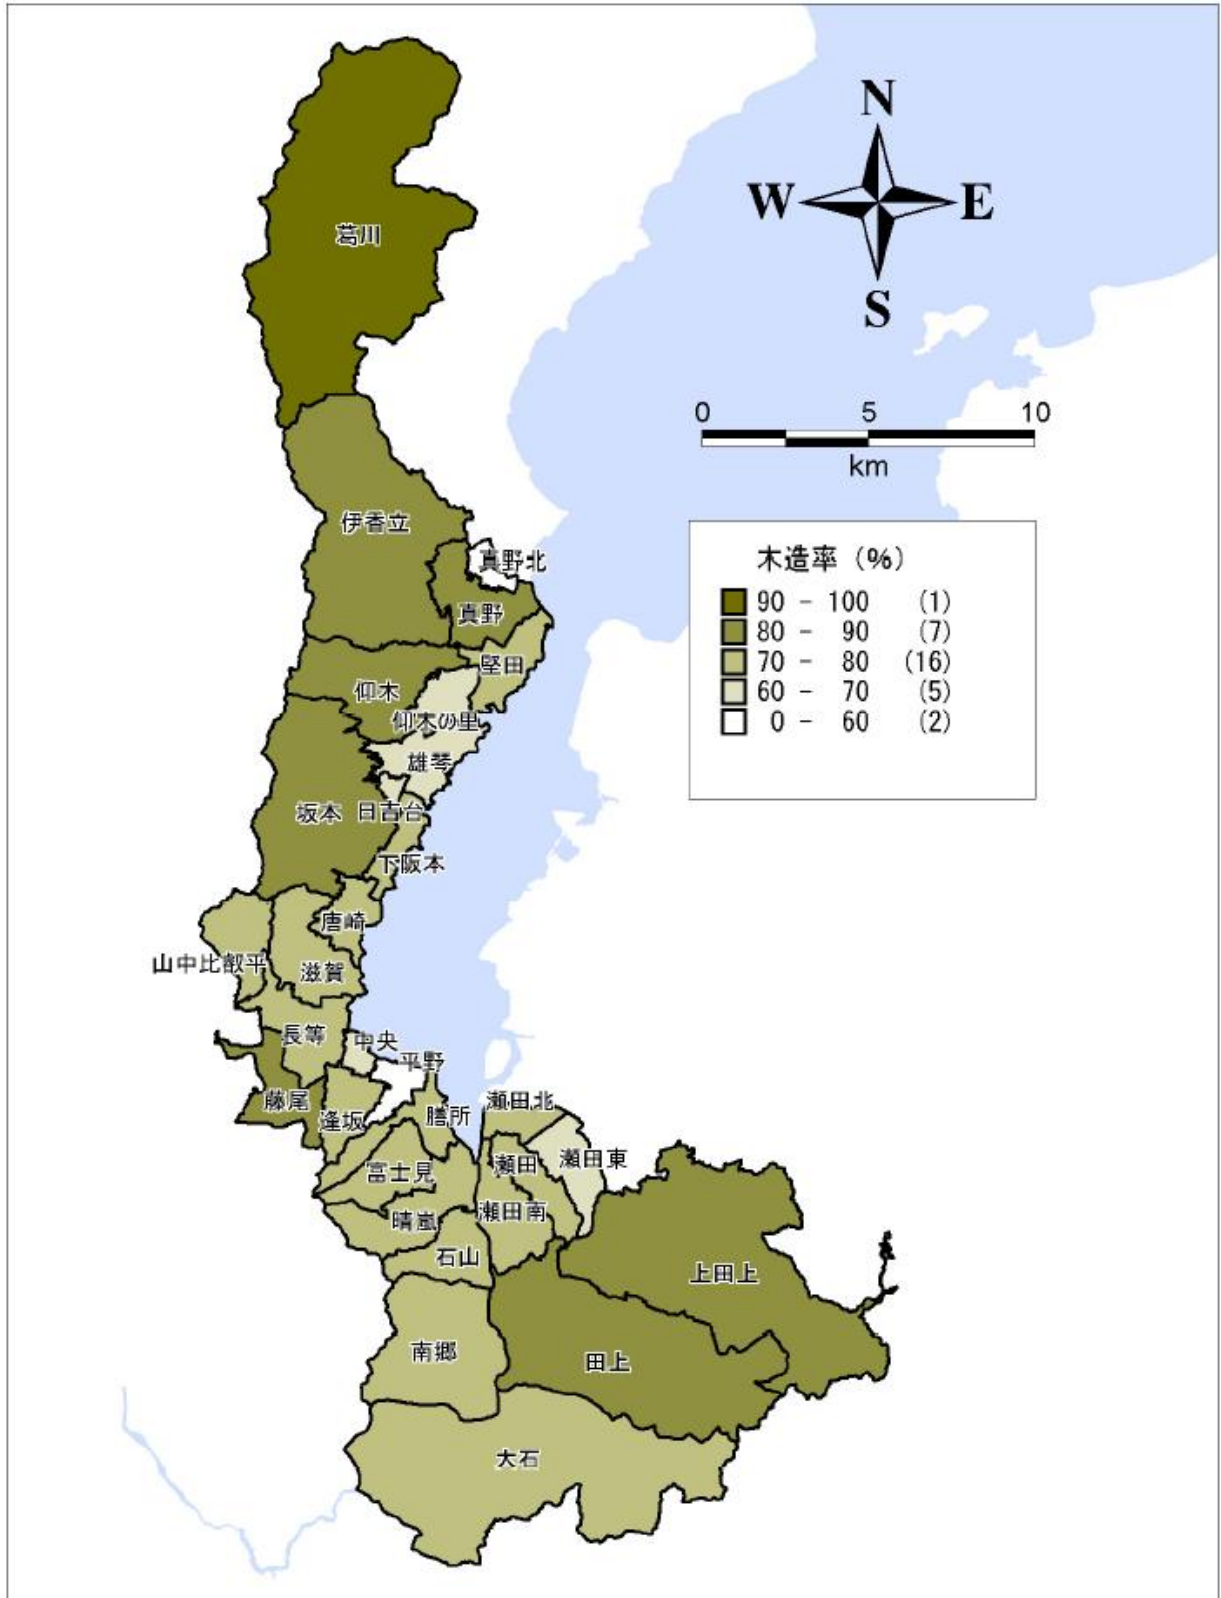 N
W E
S
0 5 10
km
木造率 (%)
90 - 100 (1)
80 - 90 (7)
70 - 80 (16)
60 - 70 (5)
0 - 60 (2)
葛川
伊香立
真野北
真野
堅田
仰木
仰木の里
雄琴
坂本
日吉台
下阪本
唐崎
山中比叡平
滋賀
長等
中央
平野
藤尾
逢坂
膳所
瀬田北
富士見
瀬田
瀬田東
晴嵐
瀬田南
石山
上田上
南郷
田上
大石